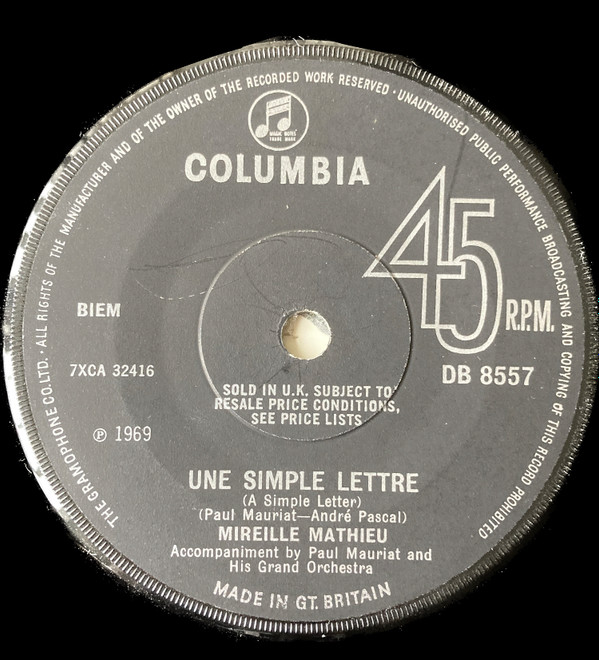 THE GRAMOPHONE CO. LTD. · ALL RIGHTS OF THE MANUFACTURER AND OF THE OWNER OF THE RECORDED WORK RESERVED · UNAUTHORISED PUBLIC PERFORMANCE BROADCASTING AND COPYING OF THIS RECORD PROHIBITED
MAGIC NOTES
TRADE MARK
COLUMBIA
45 R.P.M.
BIEM
7XCA 32416
DB 8557
SOLD IN U.K. SUBJECT TO
RESALE PRICE CONDITIONS,
SEE PRICE LISTS
℗ 1969
UNE SIMPLE LETTRE
(A Simple Letter)
(Paul Mauriat—André Pascal)
MIREILLE MATHIEU
Accompaniment by Paul Mauriat and
His Grand Orchestra
MADE IN GT. BRITAIN